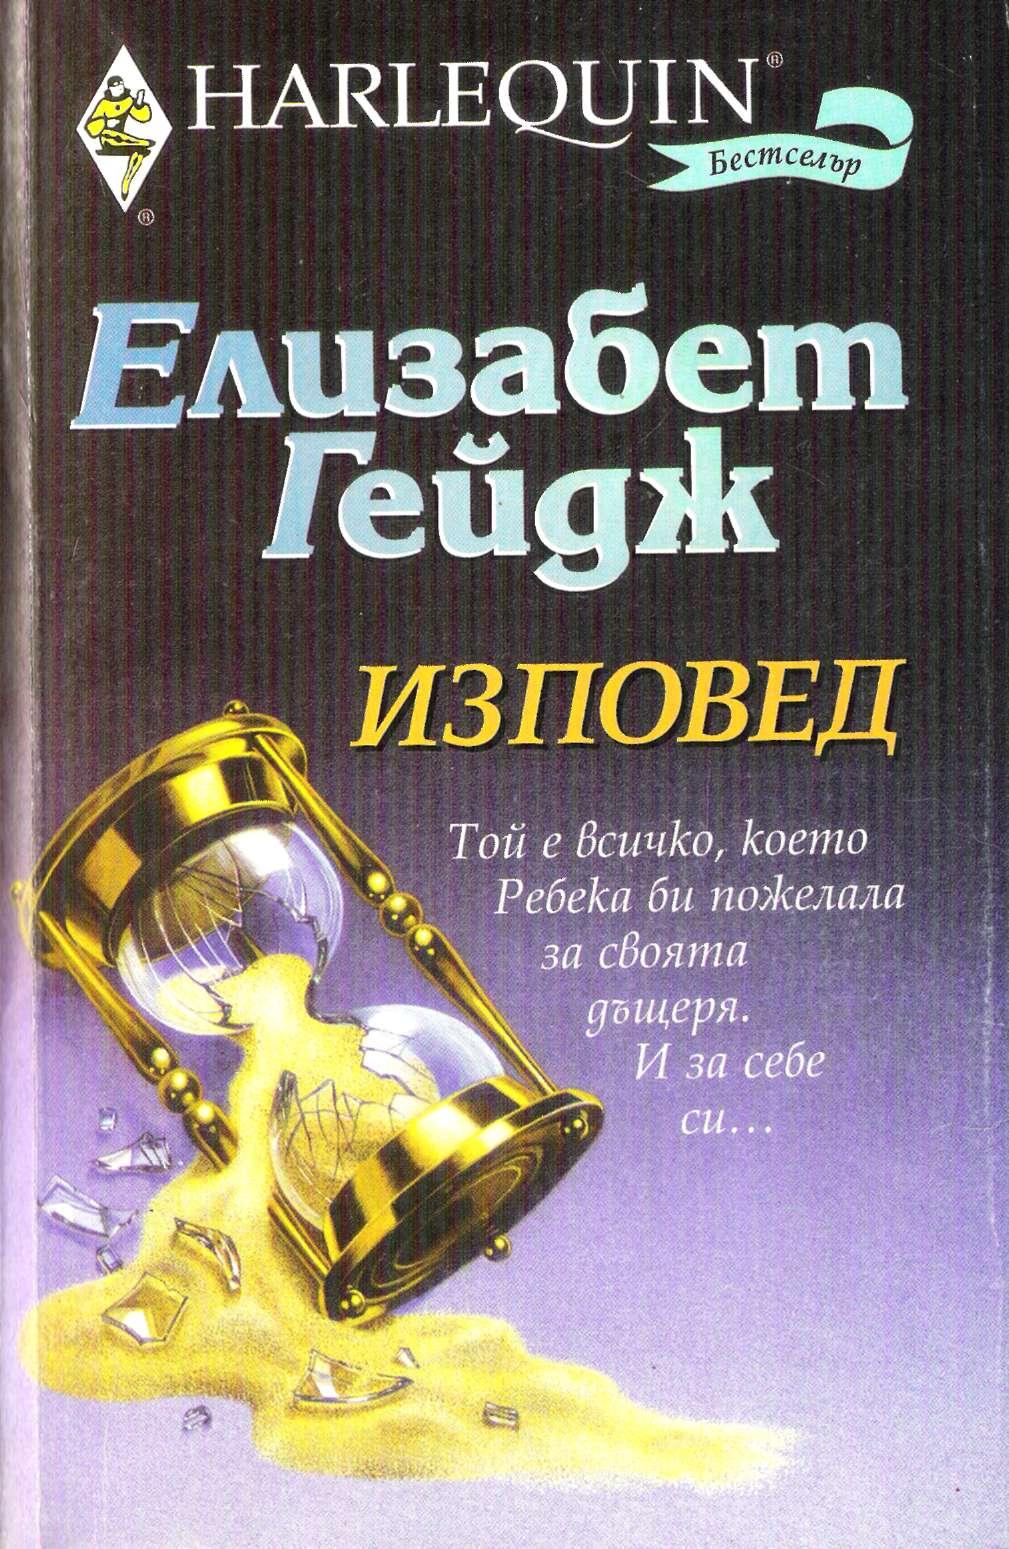 HARLEQUIN®
Бестселър
®
Елизабет
Гейдж
ИЗПОВЕД
Той е всичко, което
Ребека би пожелала
за своята
дъщеря.
И за себе
си...